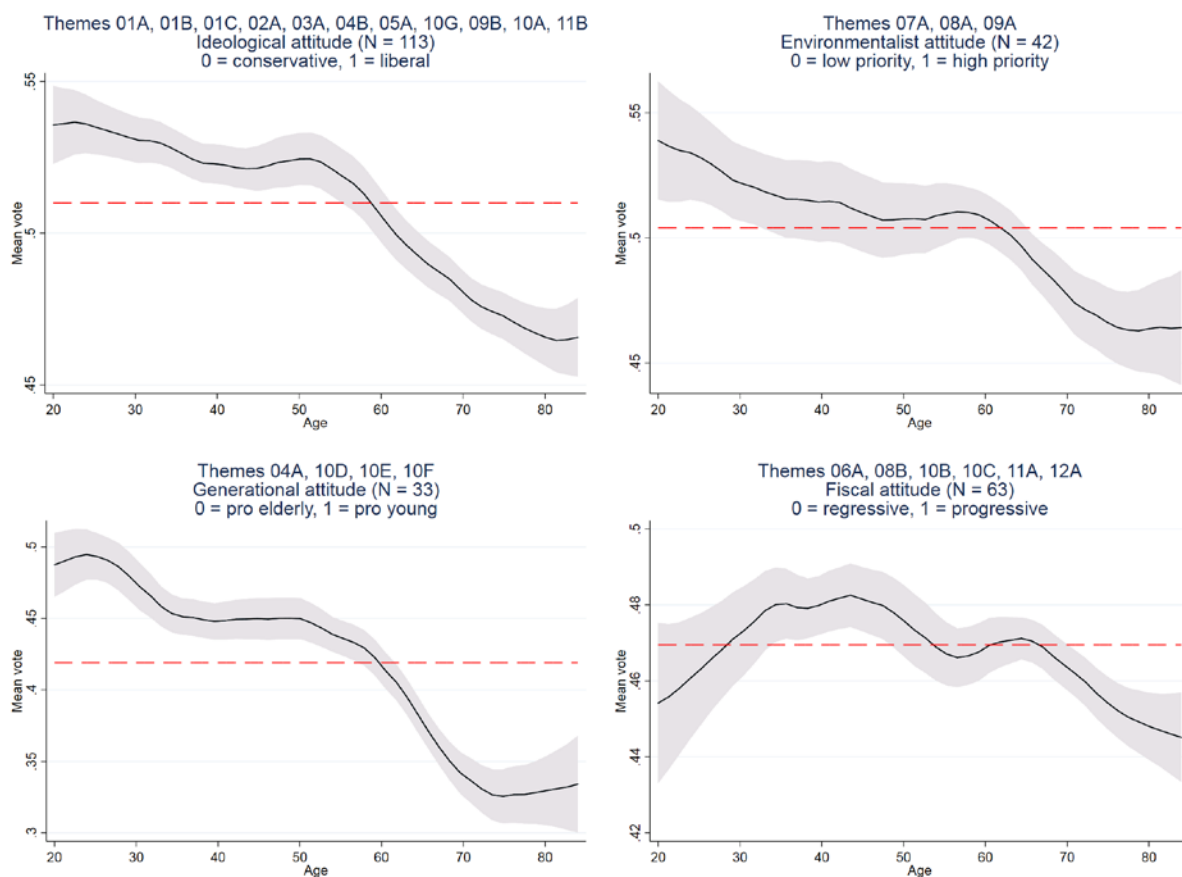 Themes 01A, 01B, 01C, 02A, 03A, 04B, 05A, 10G, 09B, 10A, 11B
Ideological attitude (N = 113)
0 = conservative, 1 = liberal
.55
.5
.45
Mean vote
20 30 40 50 60 70 80
Age
Themes 07A, 08A, 09A
Environmentalist attitude (N = 42)
0 = low priority, 1 = high priority
.55
.5
.45
Mean vote
20 30 40 50 60 70 80
Age
Themes 04A, 10D, 10E, 10F
Generational attitude (N = 33)
0 = pro elderly, 1 = pro young
.5
.45
.4
.35
.3
Mean vote
20 30 40 50 60 70 80
Age
Themes 06A, 08B, 10B, 10C, 11A, 12A
Fiscal attitude (N = 63)
0 = regressive, 1 = progressive
.5
.48
.46
.44
.42
Mean vote
20 30 40 50 60 70 80
Age